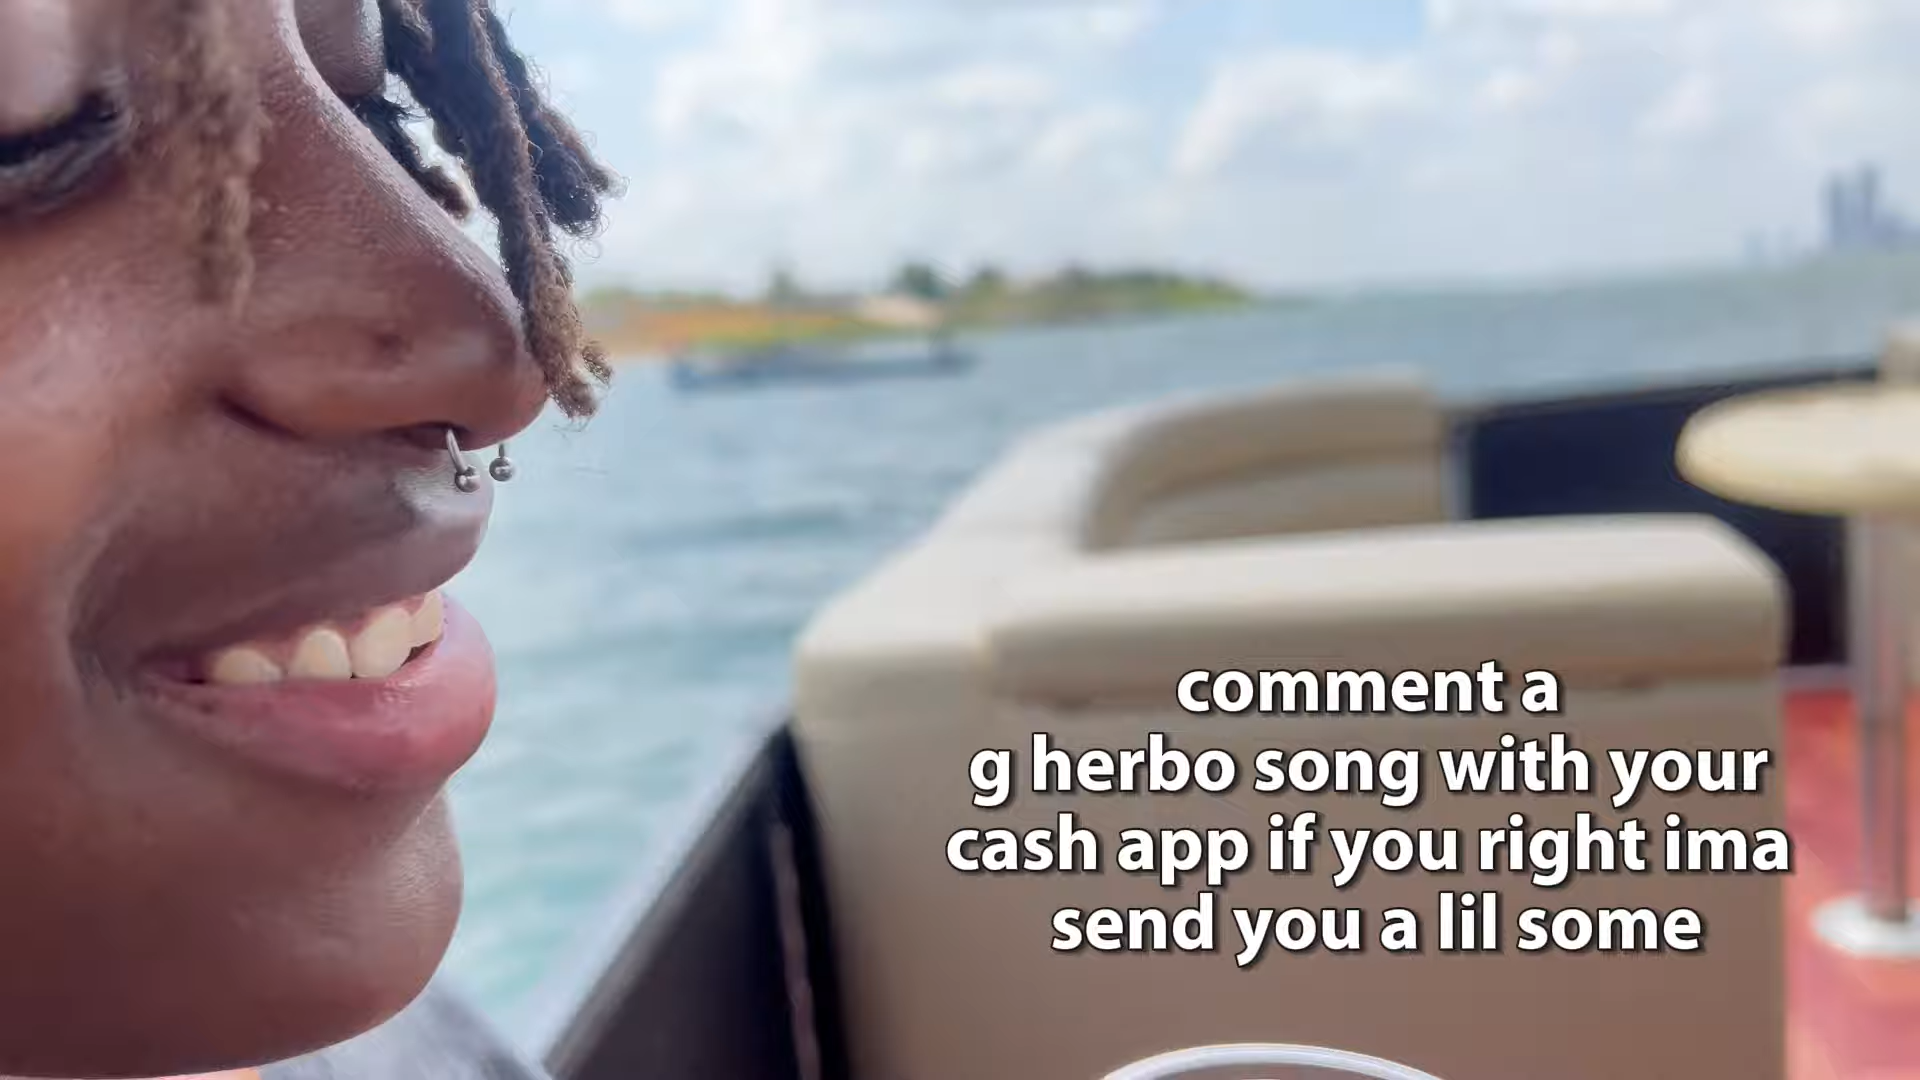 comment a
g herbo song with your
cash app if you right ima
send you a lil some